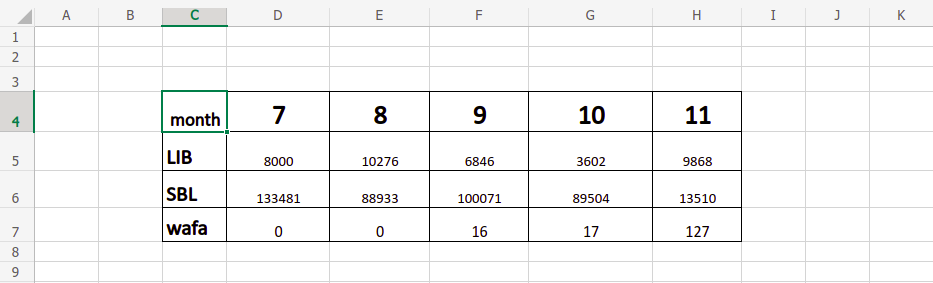 A B C D E F G H I J K
1
2
3
4 month 7 8 9 10 11
5 LIB 8000 10276 6846 3602 9868
6 SBL 133481 88933 100071 89504 13510
7 wafa 0 0 16 17 127
8
9